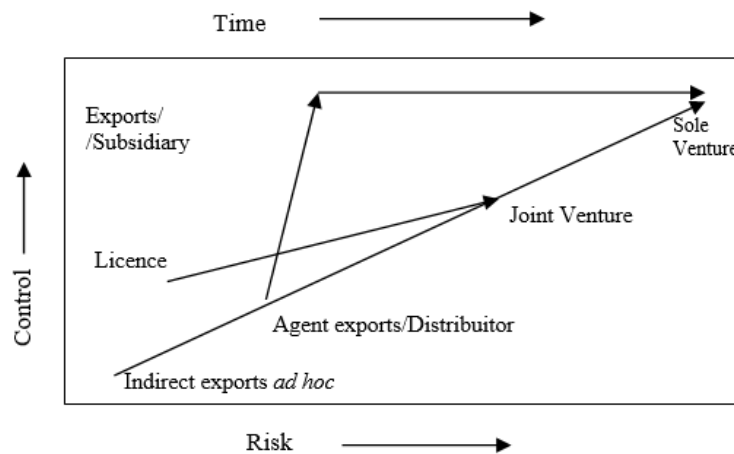 Time
Exports/
/Subsidiary
Sole
Venture
Joint Venture
Licence
Control
Agent exports/Distribuitor
Indirect exports ad hoc
Risk